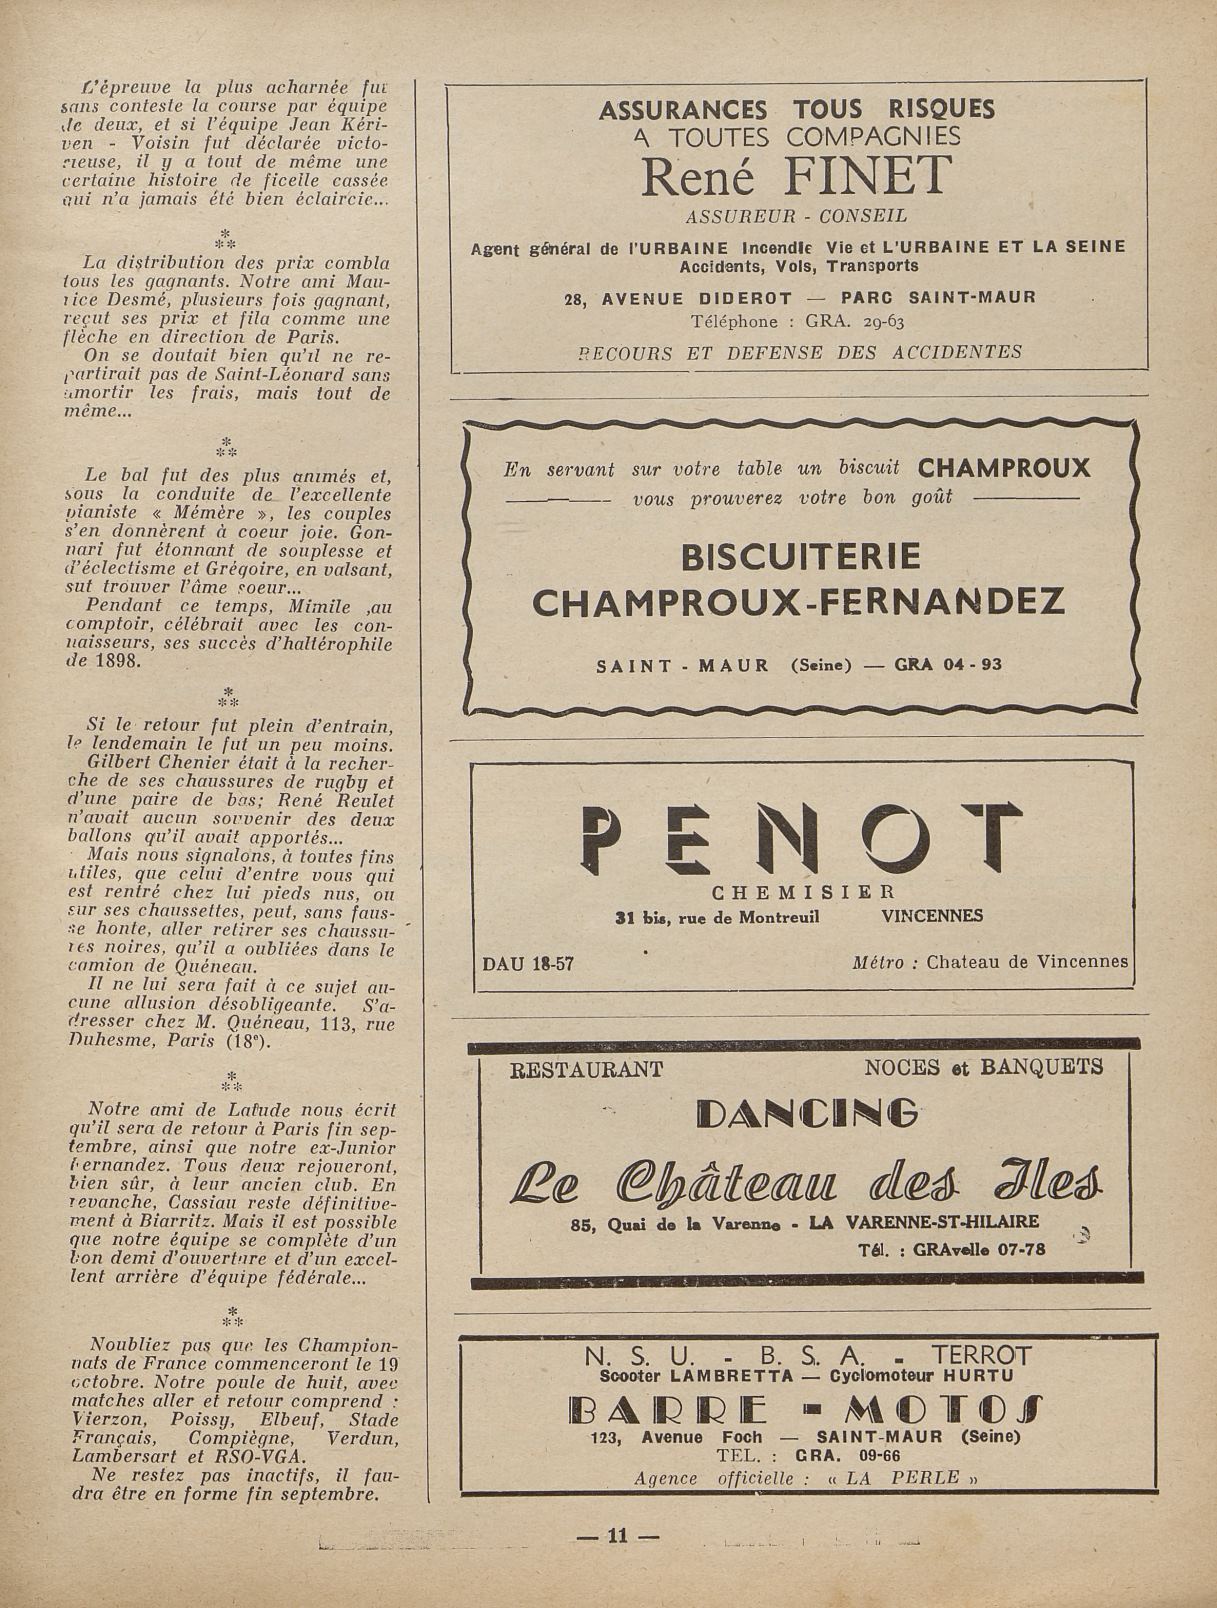 L'épreuve la plus acharnée fut
sans conteste la course par équipe
de deux, et si l'équipe Jean Kéri-
ven - Voisin fut déclarée victo-
rieuse, il y a tout de même une
certaine histoire de ficelle cassée
qui n'a jamais été bien éclaircie...
*
**
La distribution des prix combla
tous les gagnants. Notre ami Mau-
rice Desmé, plusieurs fois gagnant,
reçut ses prix et fila comme une
flèche en direction de Paris.
On se doutait bien qu'il ne re-
partirait pas de Saint-Léonard sans
amortir les frais, mais tout de
même...
*
**
Le bal fut des plus animés et,
sous la conduite de l'excellente
pianiste « Mémère », les couples
s'en donnèrent à coeur joie. Gon-
nari fut étonnant de souplesse et
d'éclectisme et Grégoire, en valsant,
sut trouver l'âme soeur...
Pendant ce temps, Mimile ,au
comptoir, célébrait avec les con-
naisseurs, ses succès d'haltérophile
de 1898.
*
**
Si le retour fut plein d'entrain,
le lendemain le fut un peu moins.
Gilbert Chenier était à la recher-
che de ses chaussures de rugby et
d'une paire de bas; René Reulet
n'avait aucun souvenir des deux
ballons qu'il avait apportés...
Mais nous signalons, à toutes fins
utiles, que celui d'entre vous qui
est rentré chez lui pieds nus, ou
sur ses chaussettes, peut, sans faus-
se honte, aller retirer ses chaussu-
res noires, qu'il a oubliées dans le
camion de Quéneau.
Il ne lui sera fait à ce sujet au-
cune allusion désobligeante. S'a-
dresser chez M. Quéneau, 113, rue
Duhesme, Paris (18e).
*
**
Notre ami de Latude nous écrit
qu'il sera de retour à Paris fin sep-
tembre, ainsi que notre ex-Junior
Fernandez. Tous deux rejoueront,
bien sûr, à leur ancien club. En
revanche, Cassiau reste définitive-
ment à Biarritz. Mais il est possible
que notre équipe se complète d'un
bon demi d'ouverture et d'un excel-
lent arrière d'équipe fédérale...
*
**
Noubliez pas que les Champion-
nats de France commenceront le 19
octobre. Notre poule de huit, avec
matches aller et retour comprend :
Vierzon, Poissy, Elbeuf, Stade
Français, Compiègne, Verdun,
Lambersart et RSO-VGA.
Ne restez pas inactifs, il fau-
dra être en forme fin septembre.
ASSURANCES TOUS RISQUES
A TOUTES COMPAGNIES
René FINET
ASSUREUR - CONSEIL
Agent général de l'URBAINE Incendie Vie et L'URBAINE ET LA SEINE
Accidents, Vols, Transports
28, AVENUE DIDEROT — PARC SAINT-MAUR
Téléphone : GRA. 29-63
RECOURS ET DEFENSE DES ACCIDENTES
En servant sur votre table un biscuit CHAMPROUX
vous prouverez votre bon goût
BISCUITERIE
CHAMPROUX-FERNANDEZ
SAINT - MAUR (Seine) — GRA 04 - 93
PENOT
CHEMISIER
31 bis, rue de Montreuil VINCENNES
DAU 18-57 Métro : Chateau de Vincennes
RESTAURANT NOCES et BANQUETS
DANCING
Le Château des Iles
85, Quai de la Varenne - LA VARENNE-ST-HILAIRE
Tél. : GRAvelle 07-78
N. S. U. - B. S. A. - TERROT
Scooter LAMBRETTA — Cyclomoteur HURTU
BARRE - MOTOS
123, Avenue Foch — SAINT-MAUR (Seine)
TEL. : GRA. 09-66
Agence officielle : « LA PERLE »
— 11 —